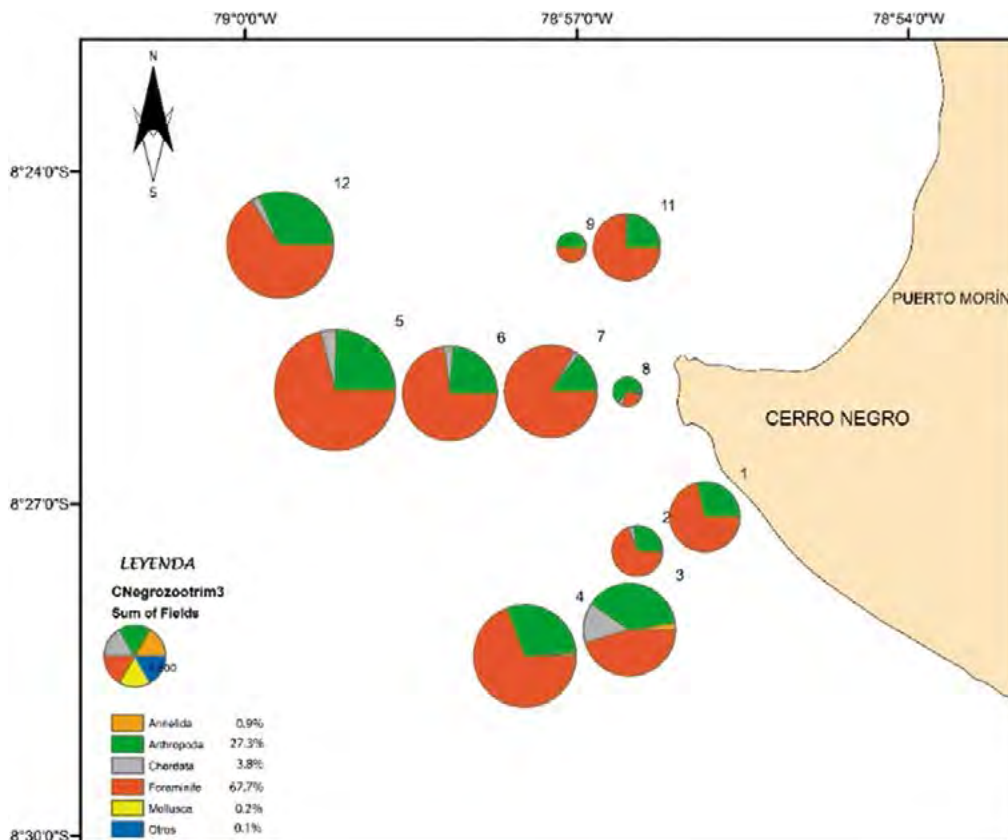 79°0'0"W
78°57'0"W
78°54'0"W
N
S
8°24'0"S
8°27'0"S
8°30'0"S
12
9
11
5
6
7
8
1
2
3
4
PUERTO MORÍN
CERRO NEGRO
LEYENDA
CNegrozootrim3
Sum of Fields
Annelida 0.9%
Arthropoda 27.3%
Chordata 3.8%
Foraminife 67.7%
Mollusca 0.2%
Otros 0.1%